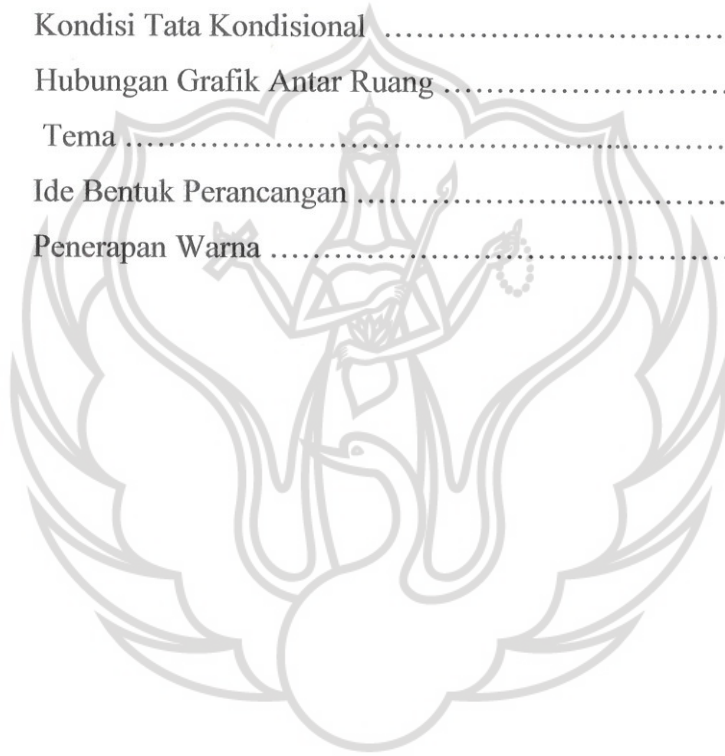 Kondisi Tata Kondisional ................................
Hubungan Grafik Antar Ruang ...........................
Tema .........................................................
Ide Bentuk Perancangan ...................................
Penerapan Warna ...........................................